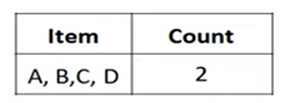 Item Count
A, B,C, D 2